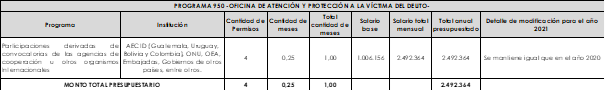 PROGRAMA 950 -OFICINA DE ATENCIÓN Y PROTECCIÓN A LA VÍCTIMA DEL DELITO-
Programa
Institución
Cantidad de Permisos
Cantidad de meses
Total cantidad de meses
Salario base
Salario total mensual
Total anual presupuestado
Detalle de modificación para el año 2021
Participaciones derivadas de
convocatorias de las agencias de
cooperación u otros organismos
internacionales
AECID (Guatemala, Uruguay,
Bolivia y Colombia), ONU, OEA,
Embajadas, Gobiernos de otros
países, entre otros.
4
0,25
1,00
1.006.156
2.492.364
2.492.364
Se mantiene igual que en el año 2020
MONTO TOTAL PRESUPUESTARIO
4
0,25
1,00
2.492.364